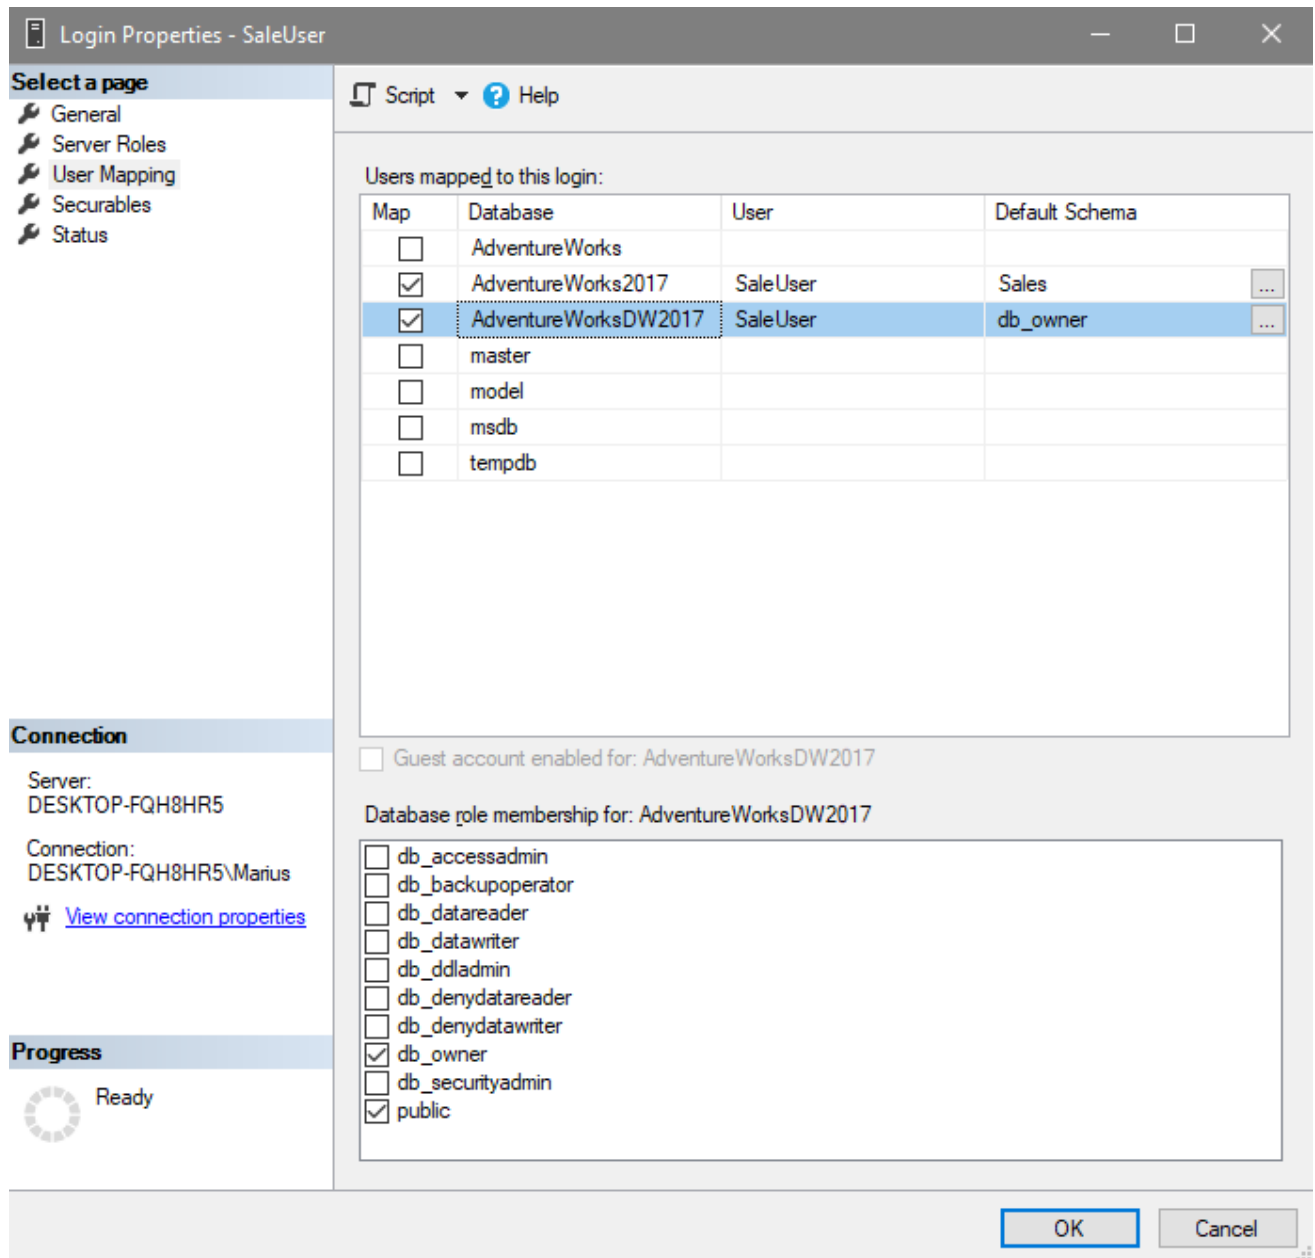 Login Properties - SaleUser
Select a page
General
Server Roles
User Mapping
Securables
Status
Script
Help
Users mapped to this login:
Map Database User Default Schema
AdventureWorks
AdventureWorks2017 SaleUser Sales ...
AdventureWorksDW2017 SaleUser db_owner ...
master
model
msdb
tempdb
Guest account enabled for: AdventureWorksDW2017
Database role membership for: AdventureWorksDW2017
db_accessadmin
db_backupoperator
db_datareader
db_datawriter
db_ddladmin
db_denydatareader
db_denydatawriter
db_owner
db_securityadmin
public
Connection
Server:
DESKTOP-FQH8HR5
Connection:
DESKTOP-FQH8HR5\Marius
View connection properties
Progress
Ready
OK
Cancel